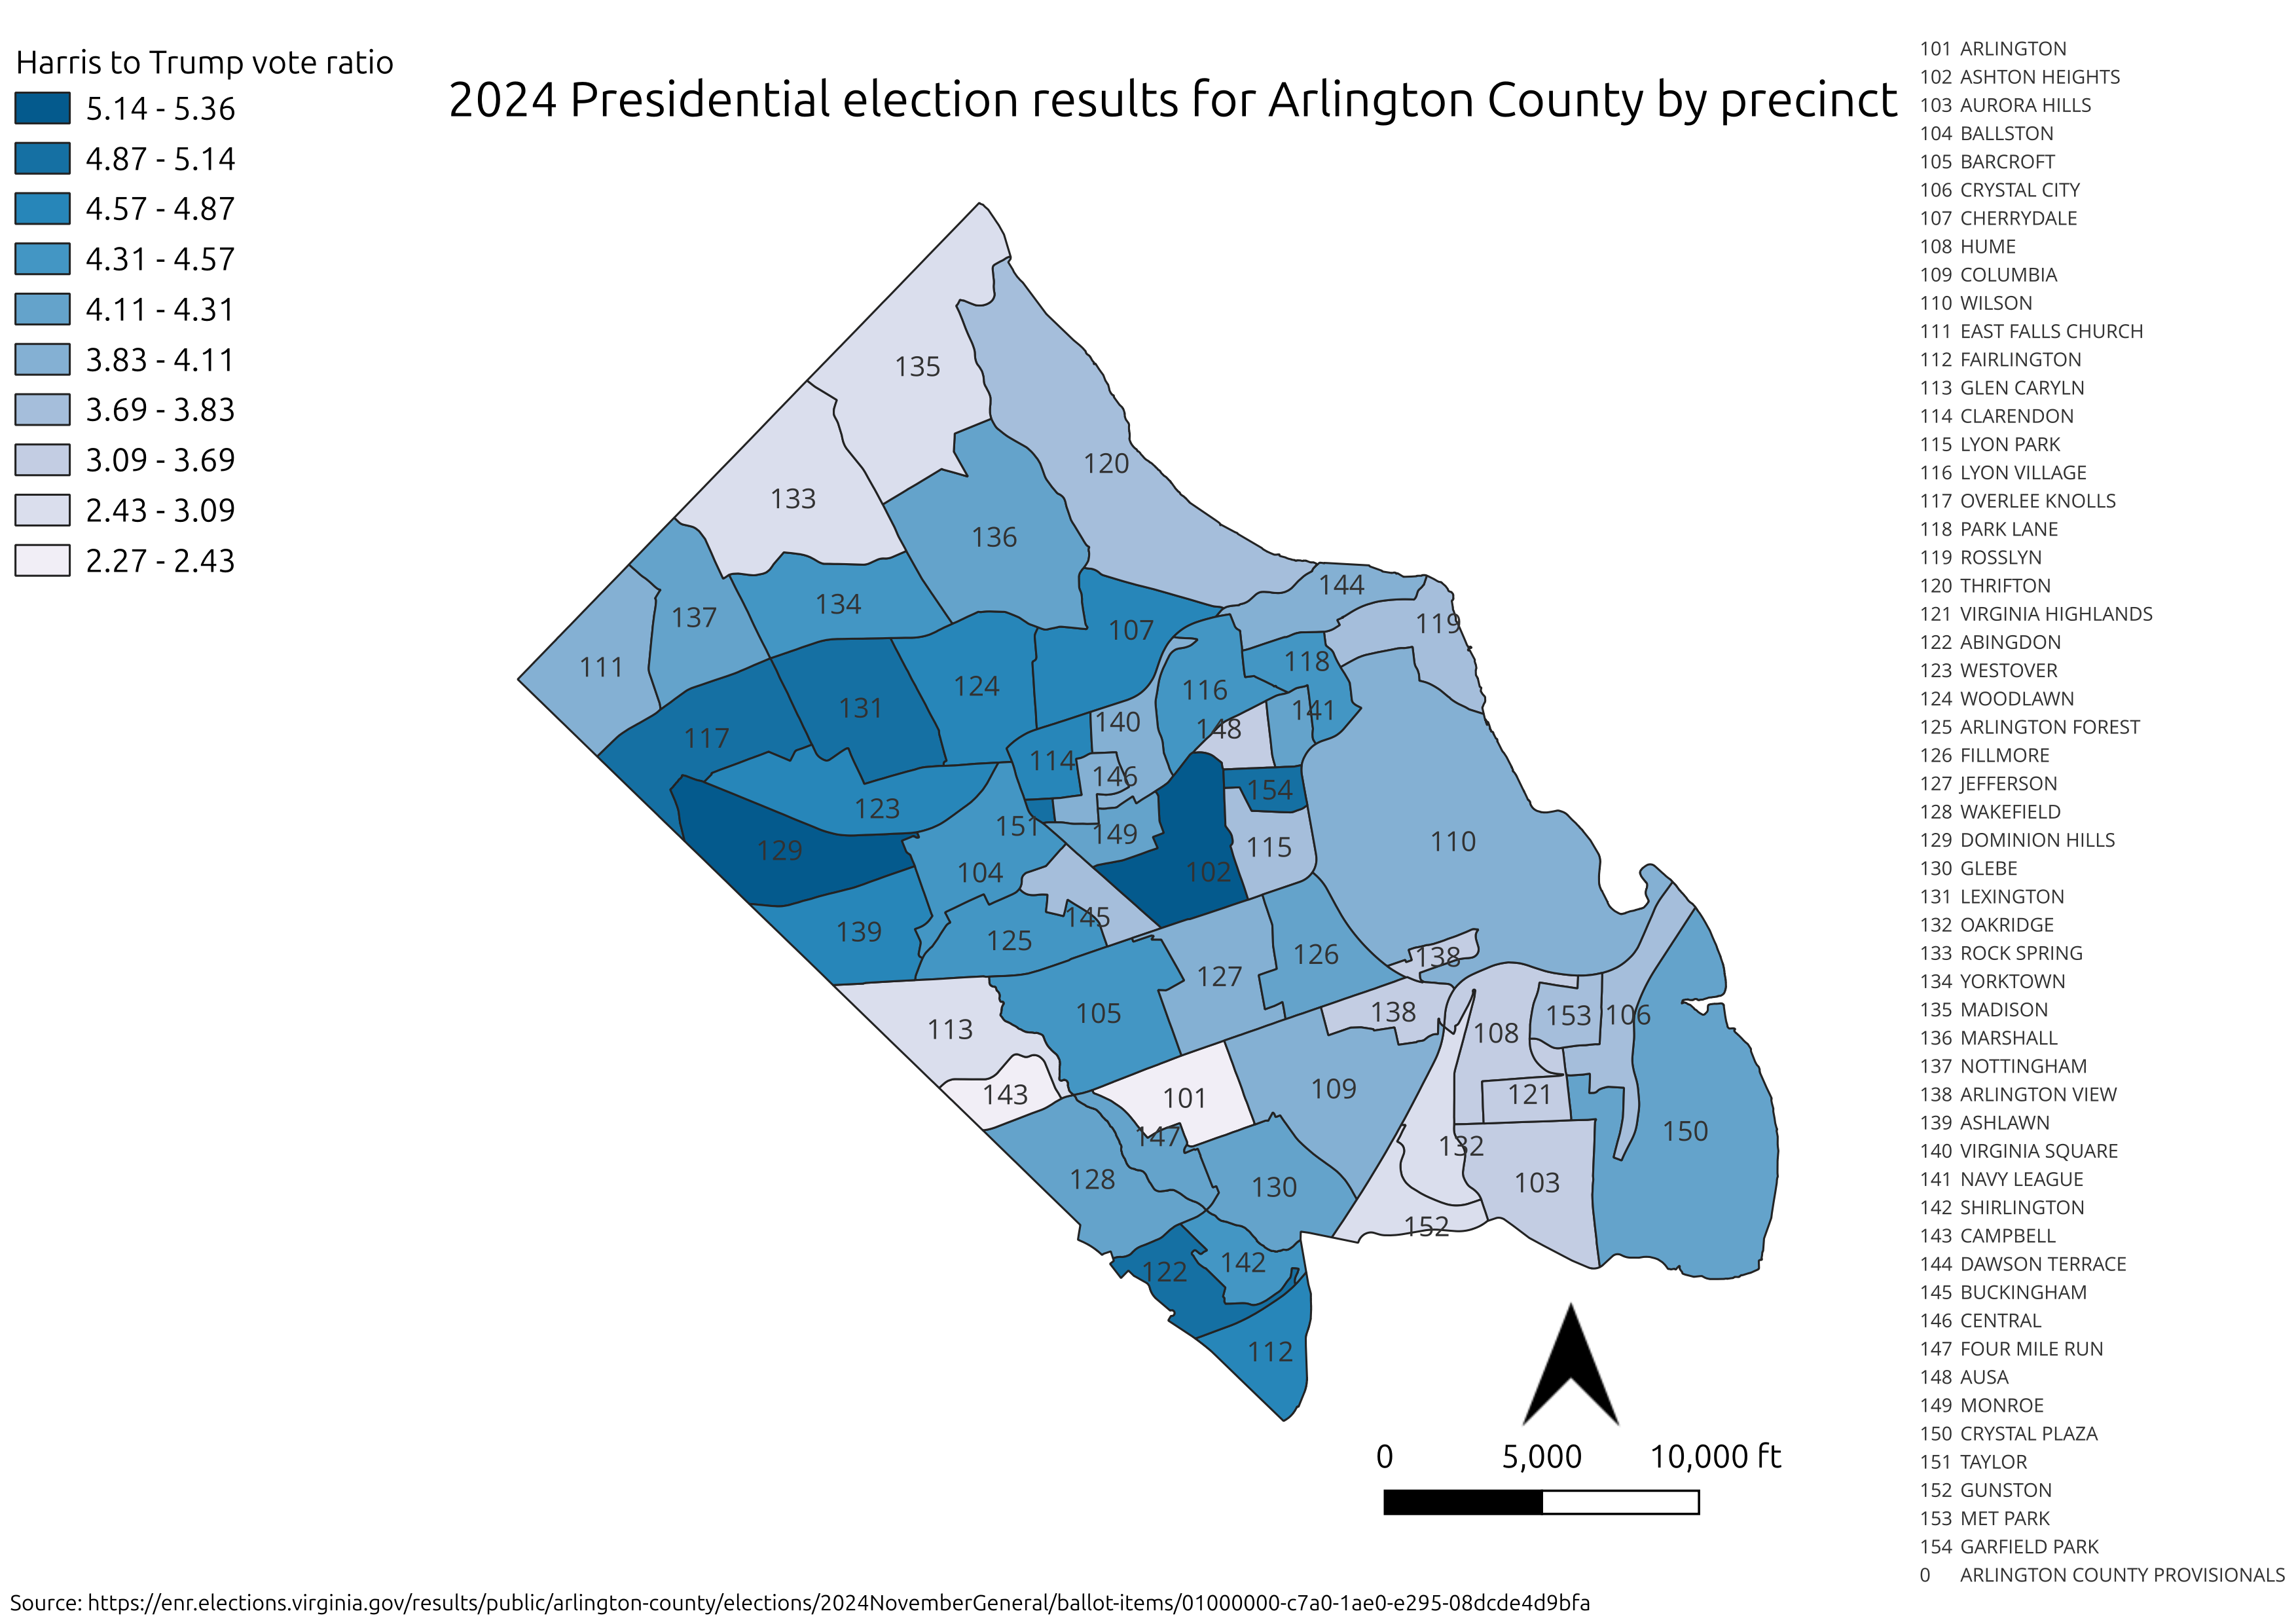 Harris to Trump vote ratio
5.14 - 5.36
4.87 - 5.14
4.57 - 4.87
4.31 - 4.57
4.11 - 4.31
3.83 - 4.11
3.69 - 3.83
3.09 - 3.69
2.43 - 3.09
2.27 - 2.43
2024 Presidential election results for Arlington County by precinct
135
120
133
136
144
134
137
107
119
118
111
124
116
131
141
140
148
117
114
146
154
123
151
149
110
115
129
104
102
145
139
125
126
138
127
138
105
153
106
113
108
109
121
143
101
150
147
132
128
103
130
152
142
122
112
0 5,000 10,000 ft
101 ARLINGTON
102 ASHTON HEIGHTS
103 AURORA HILLS
104 BALLSTON
105 BARCROFT
106 CRYSTAL CITY
107 CHERRYDALE
108 HUME
109 COLUMBIA
110 WILSON
111 EAST FALLS CHURCH
112 FAIRLINGTON
113 GLEN CARYLN
114 CLARENDON
115 LYON PARK
116 LYON VILLAGE
117 OVERLEE KNOLLS
118 PARK LANE
119 ROSSLYN
120 THRIFTON
121 VIRGINIA HIGHLANDS
122 ABINGDON
123 WESTOVER
124 WOODLAWN
125 ARLINGTON FOREST
126 FILLMORE
127 JEFFERSON
128 WAKEFIELD
129 DOMINION HILLS
130 GLEBE
131 LEXINGTON
132 OAKRIDGE
133 ROCK SPRING
134 YORKTOWN
135 MADISON
136 MARSHALL
137 NOTTINGHAM
138 ARLINGTON VIEW
139 ASHLAWN
140 VIRGINIA SQUARE
141 NAVY LEAGUE
142 SHIRLINGTON
143 CAMPBELL
144 DAWSON TERRACE
145 BUCKINGHAM
146 CENTRAL
147 FOUR MILE RUN
148 AUSA
149 MONROE
150 CRYSTAL PLAZA
151 TAYLOR
152 GUNSTON
153 MET PARK
154 GARFIELD PARK
0 ARLINGTON COUNTY PROVISIONALS
Source: https://enr.elections.virginia.gov/results/public/arlington-county/elections/2024NovemberGeneral/ballot-items/01000000-c7a0-1ae0-e295-08dcde4d9bfa